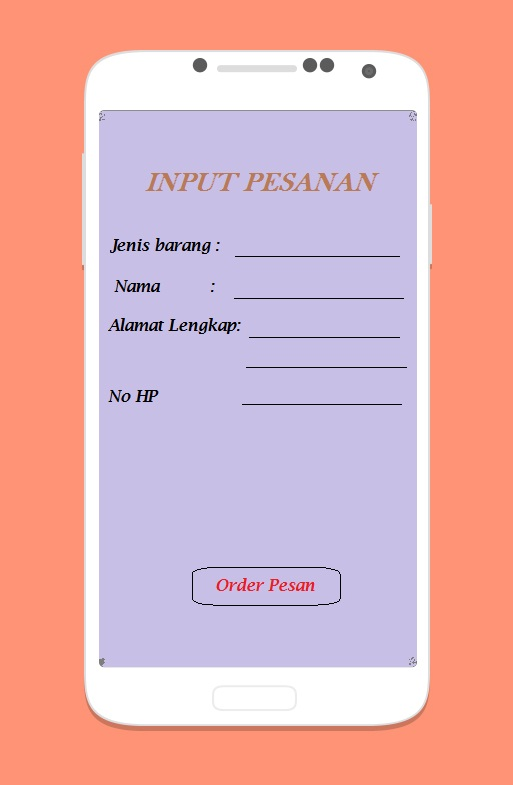 INPUT PESANAN
Jenis barang :
Nama :
Alamat Lengkap:
No HP
Order Pesan